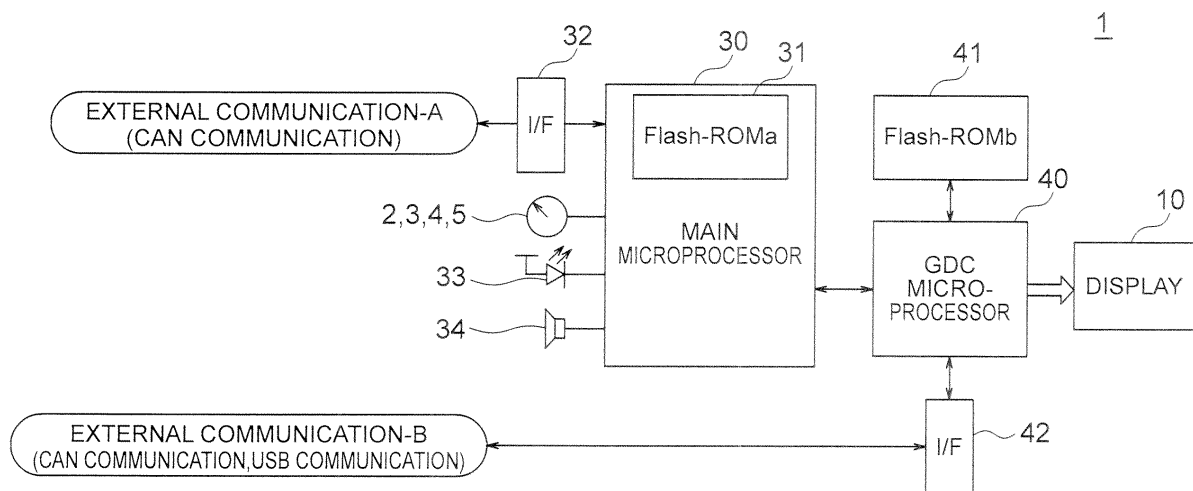 1
32
30
31
41
EXTERNAL COMMUNICATION-A
(CAN COMMUNICATION)
I/F
Flash-ROMa
Flash-ROMb
40
10
2,3,4,5
MAIN
MICROPROCESSOR
GDC
MICRO-
PROCESSOR
DISPLAY
33
34
EXTERNAL COMMUNICATION-B
(CAN COMMUNICATION,USB COMMUNICATION)
I/F
42